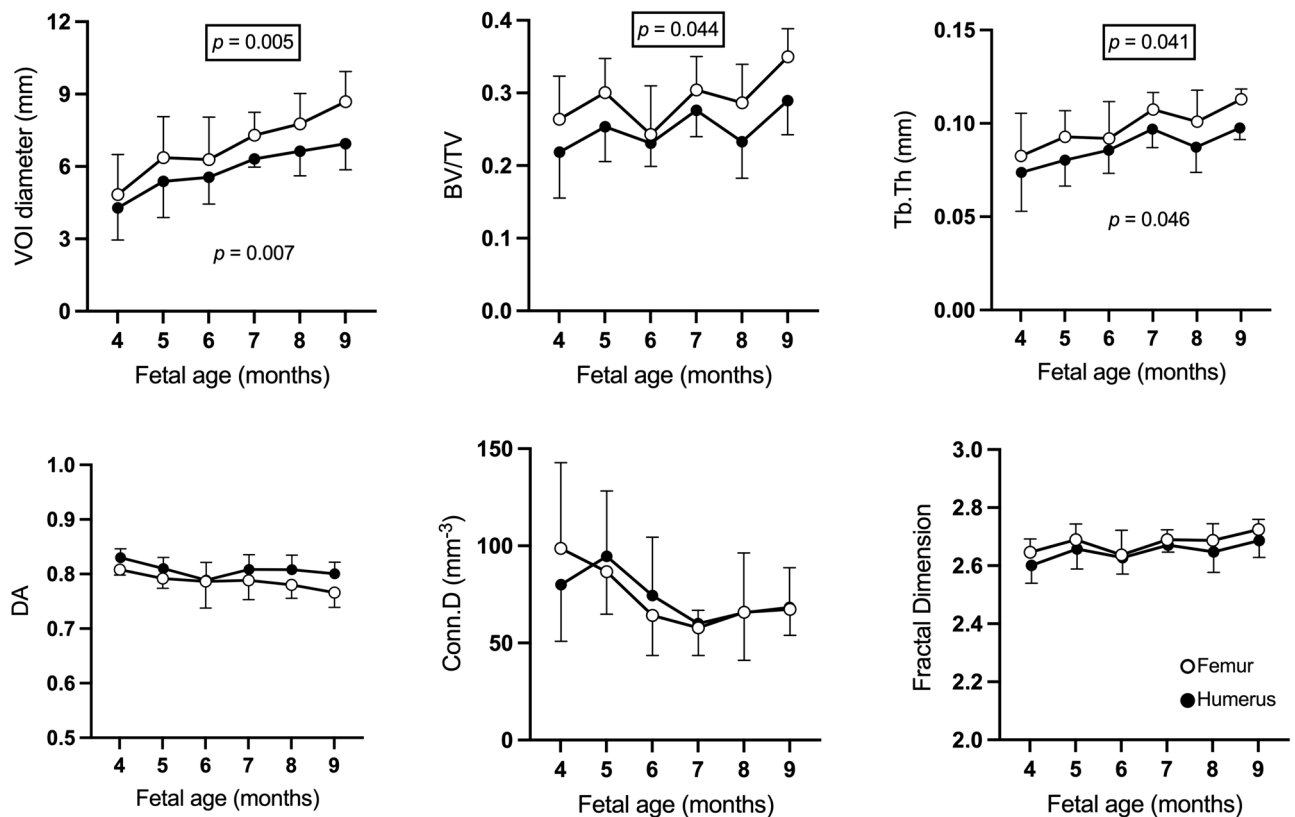 VOI diameter (mm)
12
9
6
3
0
p = 0.005
p = 0.007
4 5 6 7 8 9
Fetal age (months)
BV/TV
0.4
0.3
0.2
0.1
0.0
p = 0.044
4 5 6 7 8 9
Fetal age (months)
Tb.Th (mm)
0.15
0.10
0.05
0.00
p = 0.041
p = 0.046
4 5 6 7 8 9
Fetal age (months)
DA
1.0
0.9
0.8
0.7
0.6
0.5
4 5 6 7 8 9
Fetal age (months)
Conn.D (mm⁻³)
150
100
50
0
4 5 6 7 8 9
Fetal age (months)
Fractal Dimension
3.0
2.8
2.6
2.4
2.2
2.0
Femur
Humerus
4 5 6 7 8 9
Fetal age (months)